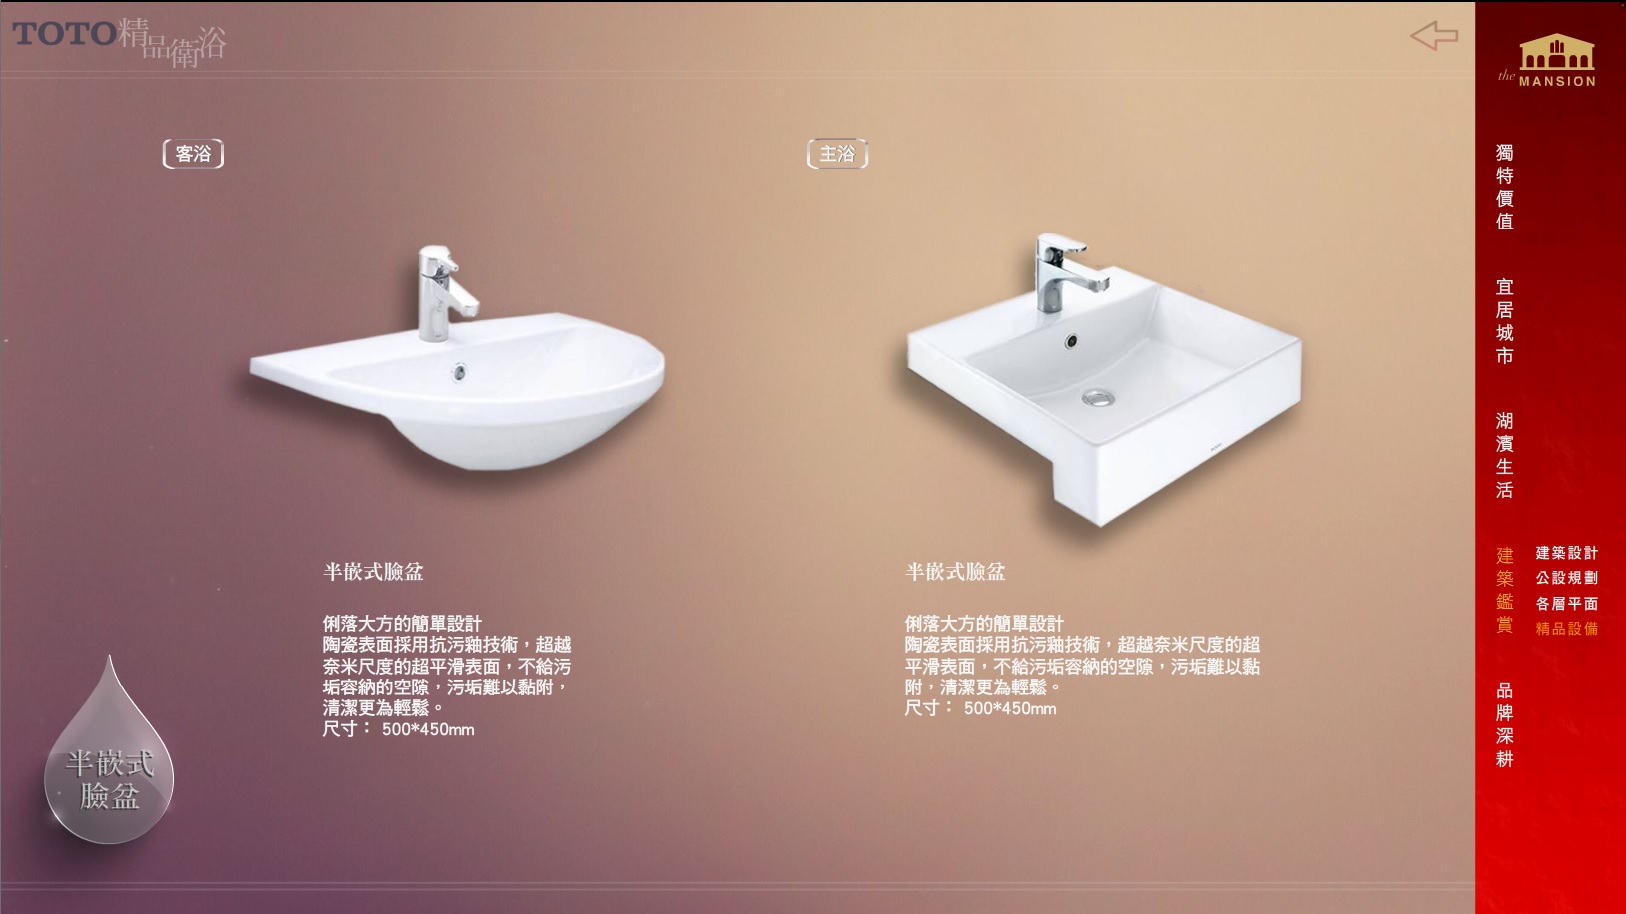 TOTO精品衛浴
the MANSION
客浴
主浴
半嵌式臉盆
俐落大方的簡單設計
陶瓷表面採用抗污釉技術，超越
奈米尺度的超平滑表面，不給污
垢容納的空隙，污垢難以黏附，
清潔更為輕鬆。
尺寸： 500*450mm
半嵌式臉盆
俐落大方的簡單設計
陶瓷表面採用抗污釉技術，超越奈米尺度的超
平滑表面，不給污垢容納的空隙，污垢難以黏
附，清潔更為輕鬆。
尺寸： 500*450mm
半嵌式
臉盆
獨特價值
宜居城市
湖濱生活
建築鑑賞
建築設計
公設規劃
各層平面
精品設備
品牌深耕